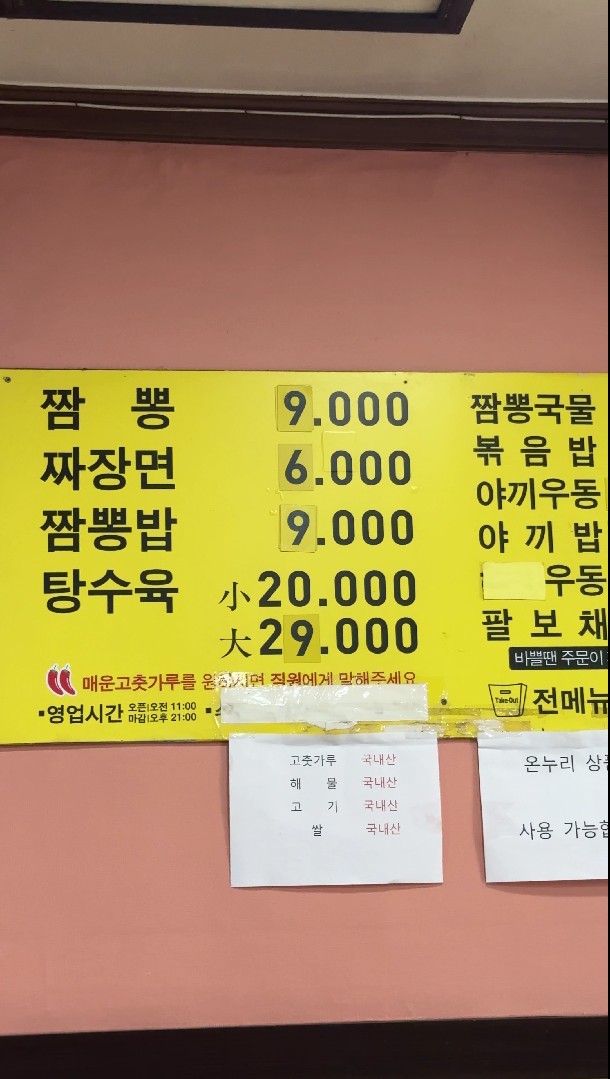 짬 뽕 9.000
짜장면 6.000
짬뽕밥 9.000
탕수육 小 20.000
大 29.000
매운고춧가루를 원하시면 직원에게 말해주세요
▪영업시간 오픈|오전 11:00
마감|오후 21:00
짬뽕국물
볶 음 밥
야끼우동
야 끼 밥
우동
팔 보 채
바쁠땐 주문이
Take-Out 전메뉴
고춧가루 국내산
해 물 국내산
고 기 국내산
쌀 국내산
온누리 상품
사용 가능합